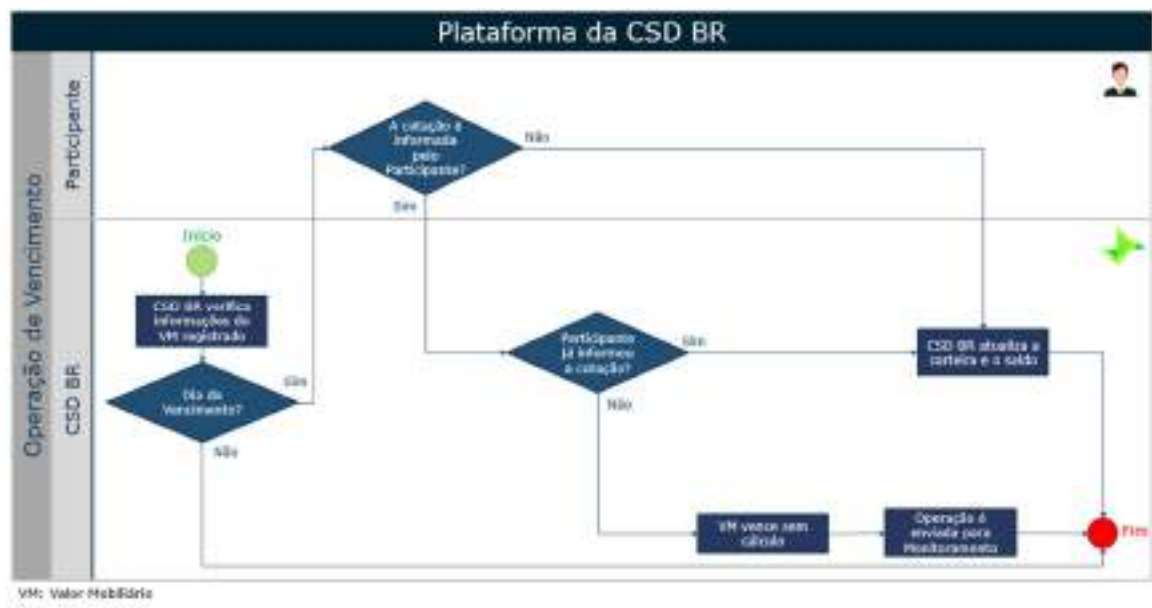 Plataforma da CSD BR
Operação de Vencimento
Participante
CSD BR
A cotação é
informada
pelo
Participante?
Não
Sim
Início
CSD BR verifica
informações do
VM registrado
Dia do
Vencimento?
Sim
Não
Participante
já informou
a cotação?
Sim
Não
CSD BR atualiza a
carteira e o saldo
VM vence sem
cálculo
Operação é
enviada para
Monitoramento
Fim
VM: Valor Mobiliário